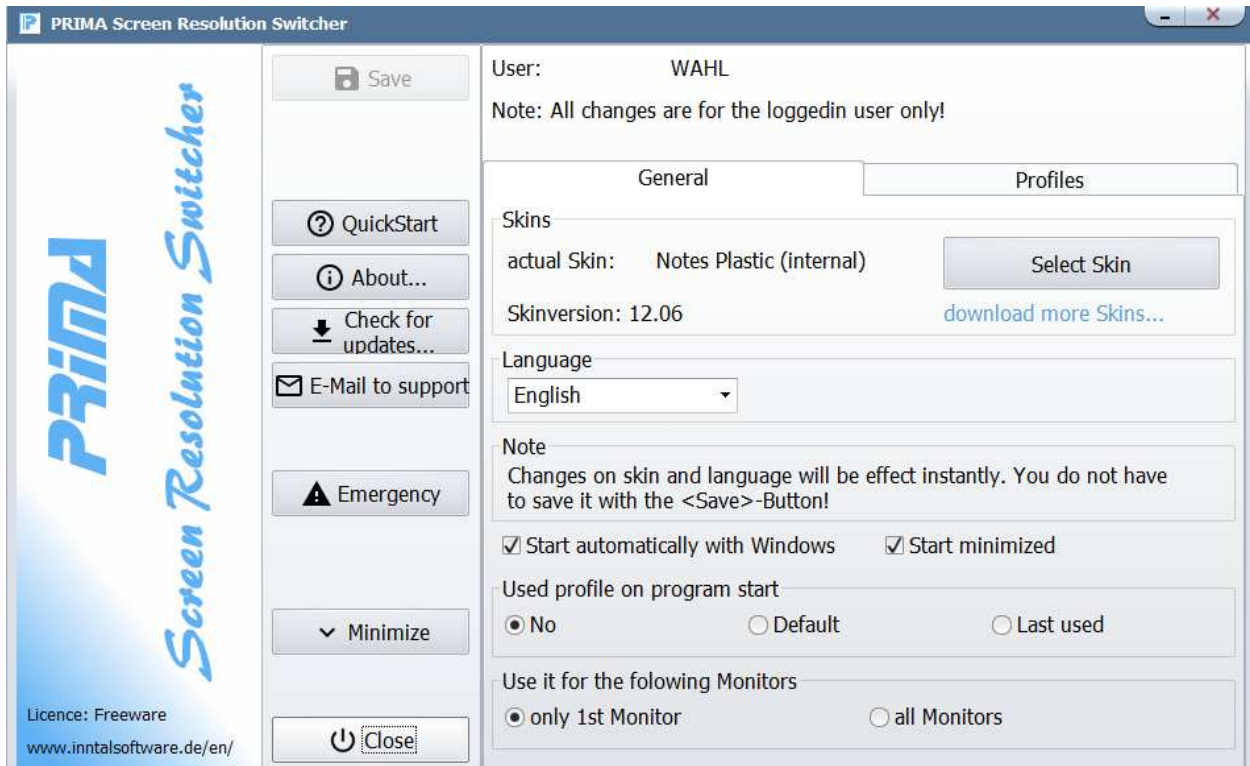 PRIMA Screen Resolution Switcher
PRIMA
Screen Resolution Switcher
Licence: Freeware
www.inntalsoftware.de/en/
Save
QuickStart
About...
Check for
updates...
E-Mail to support
Emergency
Minimize
Close
User: WAHL
Note: All changes are for the loggedin user only!
General Profiles
Skins
actual Skin: Notes Plastic (internal) Select Skin
Skinversion: 12.06 download more Skins...
Language
English
Note
Changes on skin and language will be effect instantly. You do not have
to save it with the <Save>-Button!
Start automatically with Windows Start minimized
Used profile on program start
No Default Last used
Use it for the folowing Monitors
only 1st Monitor all Monitors